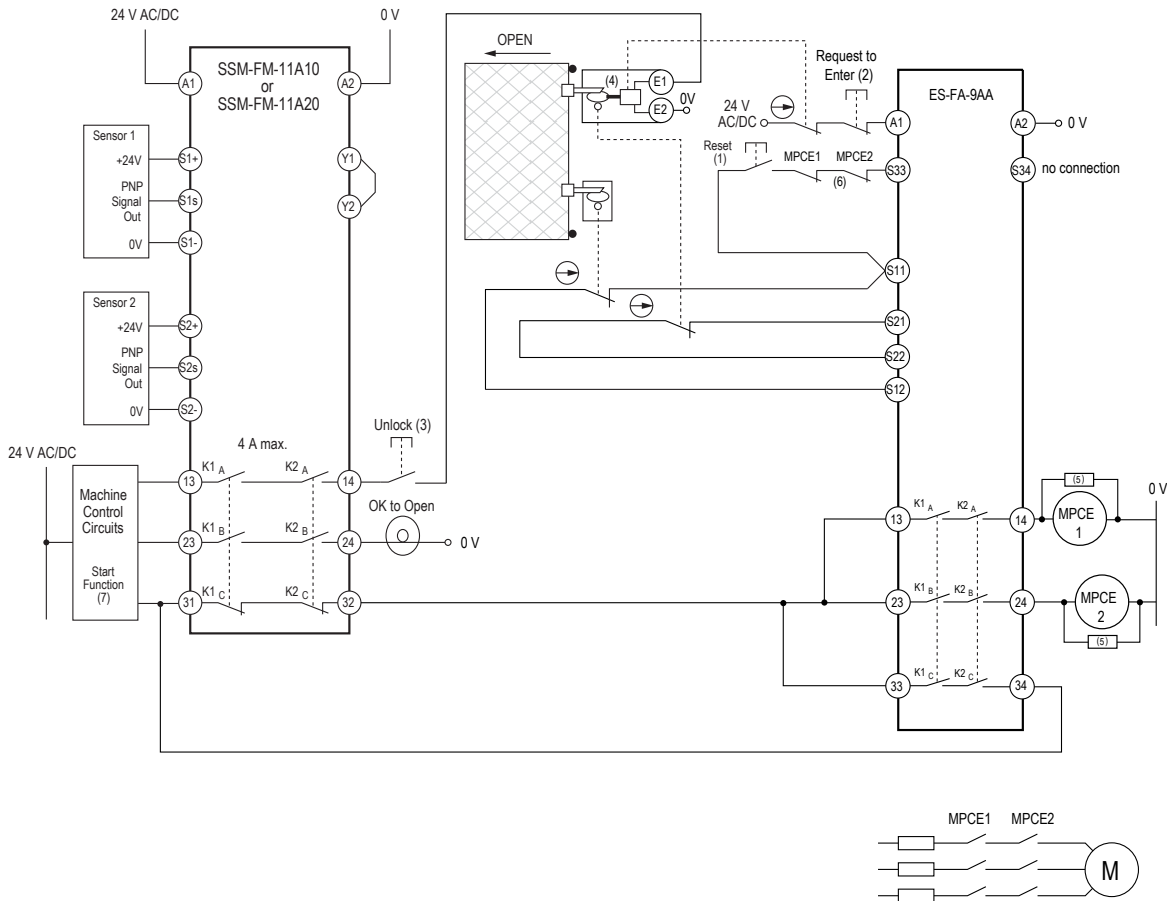 24 V AC/DC
0 V
A1
SSM-FM-11A10
or
SSM-FM-11A20
A2
Sensor 1
+24V
PNP
Signal
Out
0V
S1+
S1s
S1-
Y1
Y2
Sensor 2
+24V
PNP
Signal
Out
0V
S2+
S2s
S2-
4 A max.
24 V AC/DC
Machine
Control
Circuits
Start
Function
(7)
13
K1 A
K2 A
14
23
K1 B
K2 B
24
31
K1 C
K2 C
32
Unlock (3)
OK to Open
0 V
OPEN
(4)
E1
E2
0V
Request to
Enter (2)
24 V
AC/DC
Reset
(1)
MPCE1
MPCE2
(6)
ES-FA-9AA
A1
A2
0 V
S33
S34
no connection
S11
S21
S22
S12
13
K1 A
K2 A
14
(5)
MPCE
1
0 V
23
K1 B
K2 B
24
MPCE
2
(5)
33
K1 C
K2 C
34
MPCE1
MPCE2
M